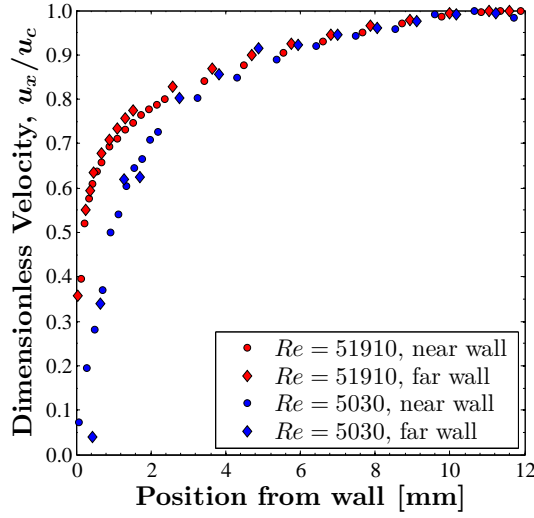 1.0
0.9
0.8
0.7
0.6
0.5
0.4
0.3
0.2
0.1
0.0
Dimensionless Velocity, u_x/u_c
Re = 51910, near wall
Re = 51910, far wall
Re = 5030, near wall
Re = 5030, far wall
0 2 4 6 8 10 12
Position from wall [mm]